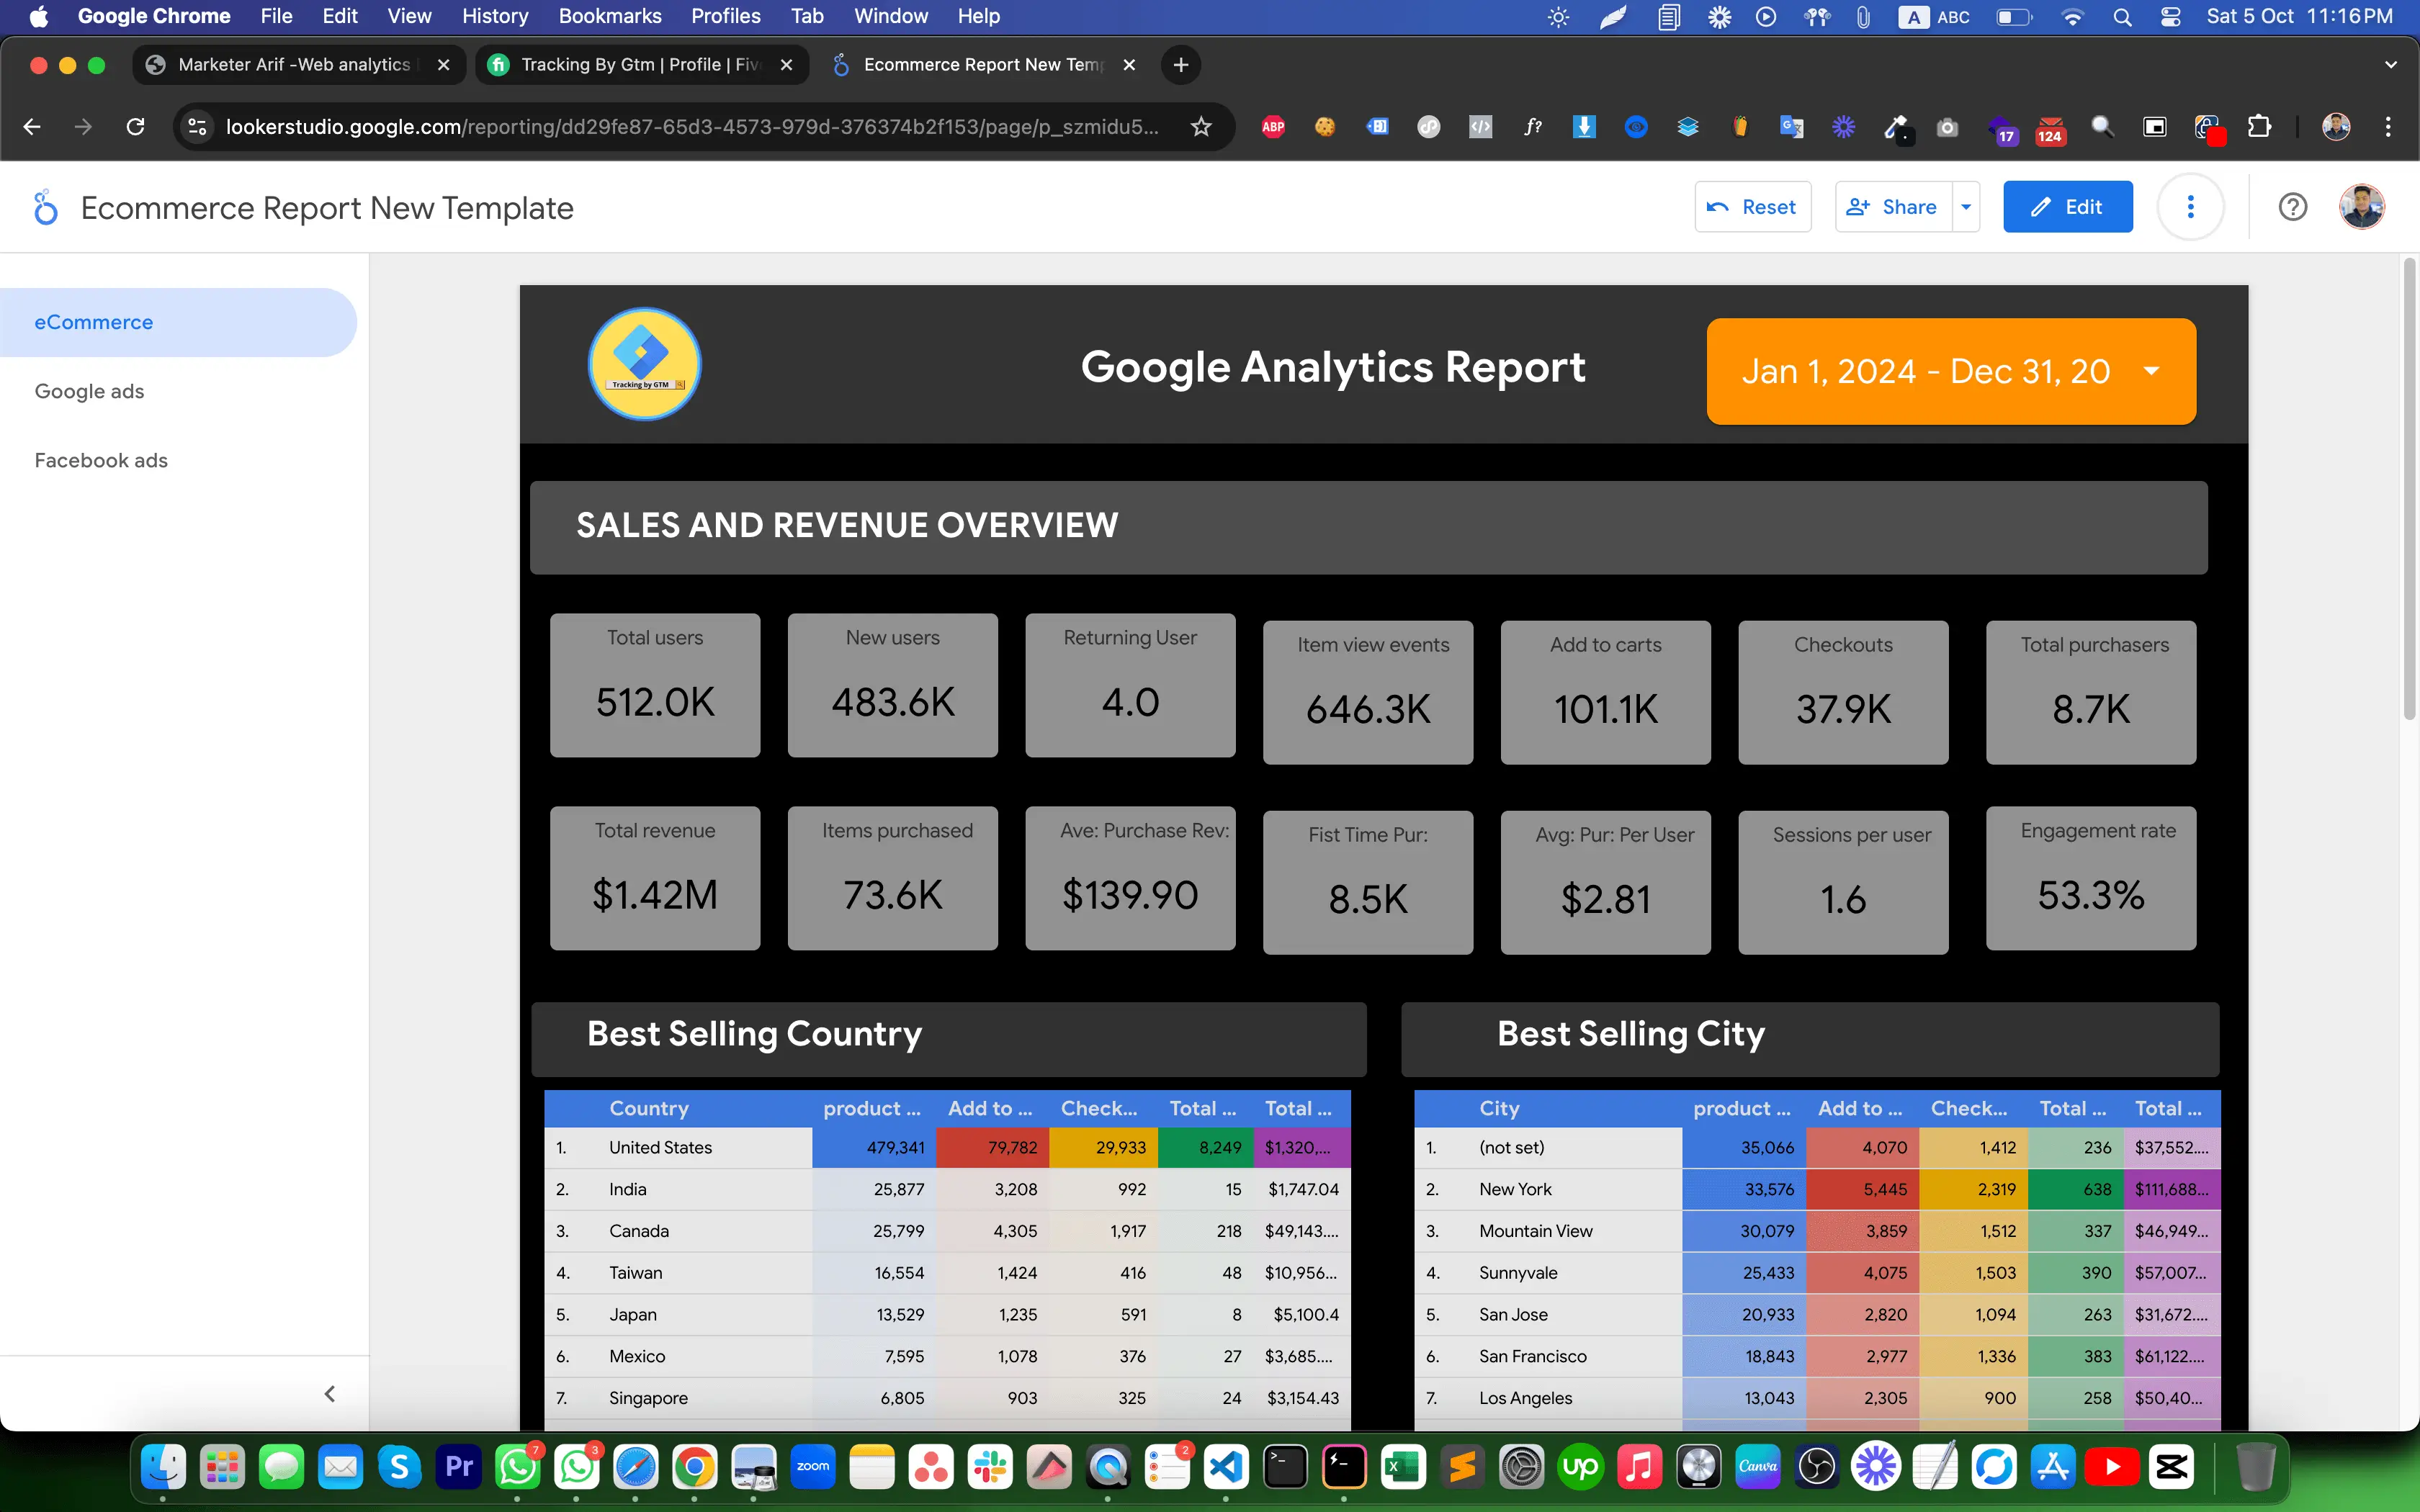 Google Chrome File Edit View History Bookmarks Profiles Tab Window Help A ABC Sat 5 Oct 11:16 PM
Marketer Arif -Web analytics
Tracking By Gtm | Profile | Fiv
Ecommerce Report New Temp
lookerstudio.google.com/reporting/dd29fe87-65d3-4573-979d-376374b2f153/page/p_szmidu5...
ABP f? 17 124
Ecommerce Report New Template
Reset Share Edit
eCommerce
Google ads
Facebook ads
Tracking by GTM
Google Analytics Report
Jan 1, 2024 - Dec 31, 20
SALES AND REVENUE OVERVIEW
Total users New users Returning User Item view events Add to carts Checkouts Total purchasers
512.0K 483.6K 4.0 646.3K 101.1K 37.9K 8.7K
Total revenue Items purchased Ave: Purchase Rev: Fist Time Pur: Avg: Pur: Per User Sessions per user Engagement rate
$1.42M 73.6K $139.90 8.5K $2.81 1.6 53.3%
Best Selling Country
Country product ... Add to ... Check... Total ... Total ...
1. United States 479,341 79,782 29,933 8,249 $1,320,...
2. India 25,877 3,208 992 15 $1,747.04
3. Canada 25,799 4,305 1,917 218 $49,143....
4. Taiwan 16,554 1,424 416 48 $10,956...
5. Japan 13,529 1,235 591 8 $5,100.4
6. Mexico 7,595 1,078 376 27 $3,685....
7. Singapore 6,805 903 325 24 $3,154.43
Best Selling City
City product ... Add to ... Check... Total ... Total ...
1. (not set) 35,066 4,070 1,412 236 $37,552....
2. New York 33,576 5,445 2,319 638 $111,688...
3. Mountain View 30,079 3,859 1,512 337 $46,949...
4. Sunnyvale 25,433 4,075 1,503 390 $57,007...
5. San Jose 20,933 2,820 1,094 263 $31,672....
6. San Francisco 18,843 2,977 1,336 383 $61,122....
7. Los Angeles 13,043 2,305 900 258 $50,40...
Pr 7 3 zoom 2 up Canva